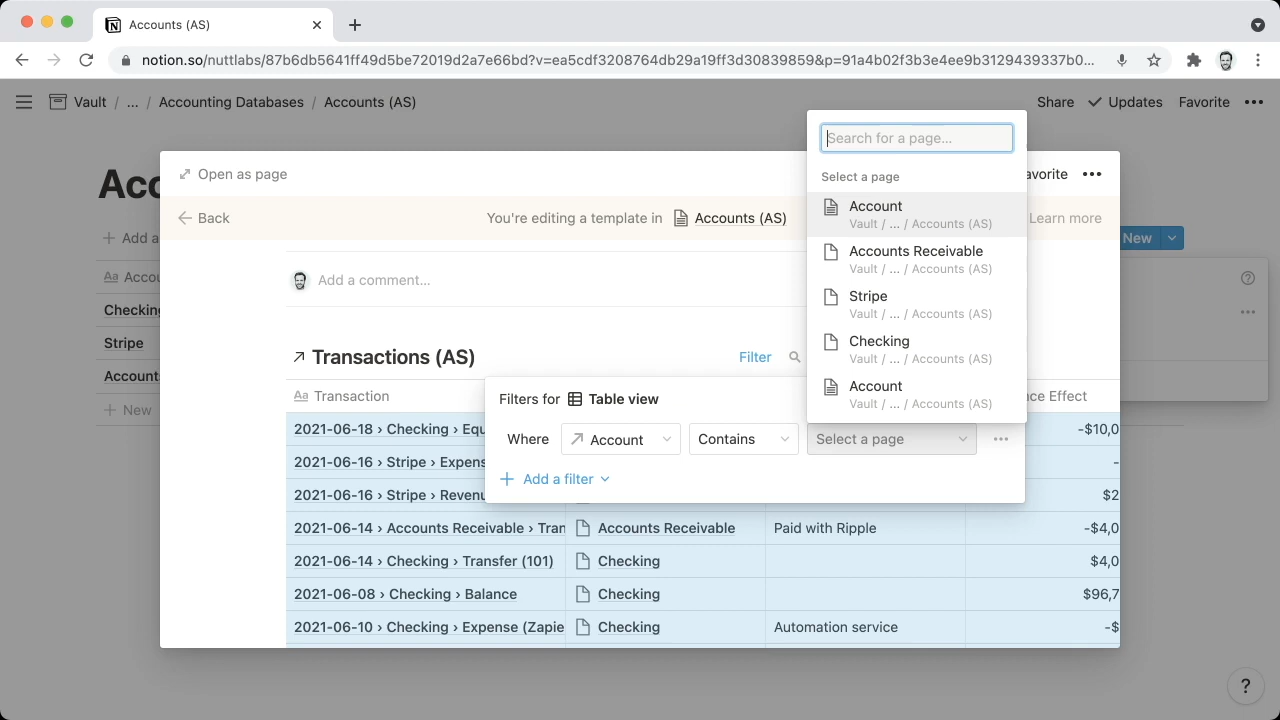 Accounts (AS)
notion.so/nuttlabs/87b6db5641ff49d5be72019d2a7e66bd?v=ea5cdf3208764db29a19ff3d30839859&p=91a4b02f3b3e4ee9b3129439337b0...
Vault / ... / Accounting Databases / Accounts (AS)
Share Updates Favorite
Acc
Open as page
avorite
Search for a page...
Select a page
Back
You're editing a template in Accounts (AS)
Learn more
Account
Vault / ... / Accounts (AS)
Accounts Receivable
Vault / ... / Accounts (AS)
Stripe
Vault / ... / Accounts (AS)
Checking
Vault / ... / Accounts (AS)
Account
Vault / ... / Accounts (AS)
Add a
New
Aa Accou
Checking
Stripe
Account
New
Add a comment...
Transactions (AS)
Filter
Aa Transaction
nce Effect
Filters for Table view
Where Account Contains Select a page
Add a filter
2021-06-18 › Checking › Equ
-$10,0
2021-06-16 › Stripe › Expens
-
2021-06-16 › Stripe › Revenu
$2
2021-06-14 › Accounts Receivable › Tran Accounts Receivable Paid with Ripple -$4,0
2021-06-14 › Checking › Transfer (101) Checking $4,0
2021-06-08 › Checking › Balance Checking $96,7
2021-06-10 › Checking › Expense (Zapie Checking Automation service -$
?